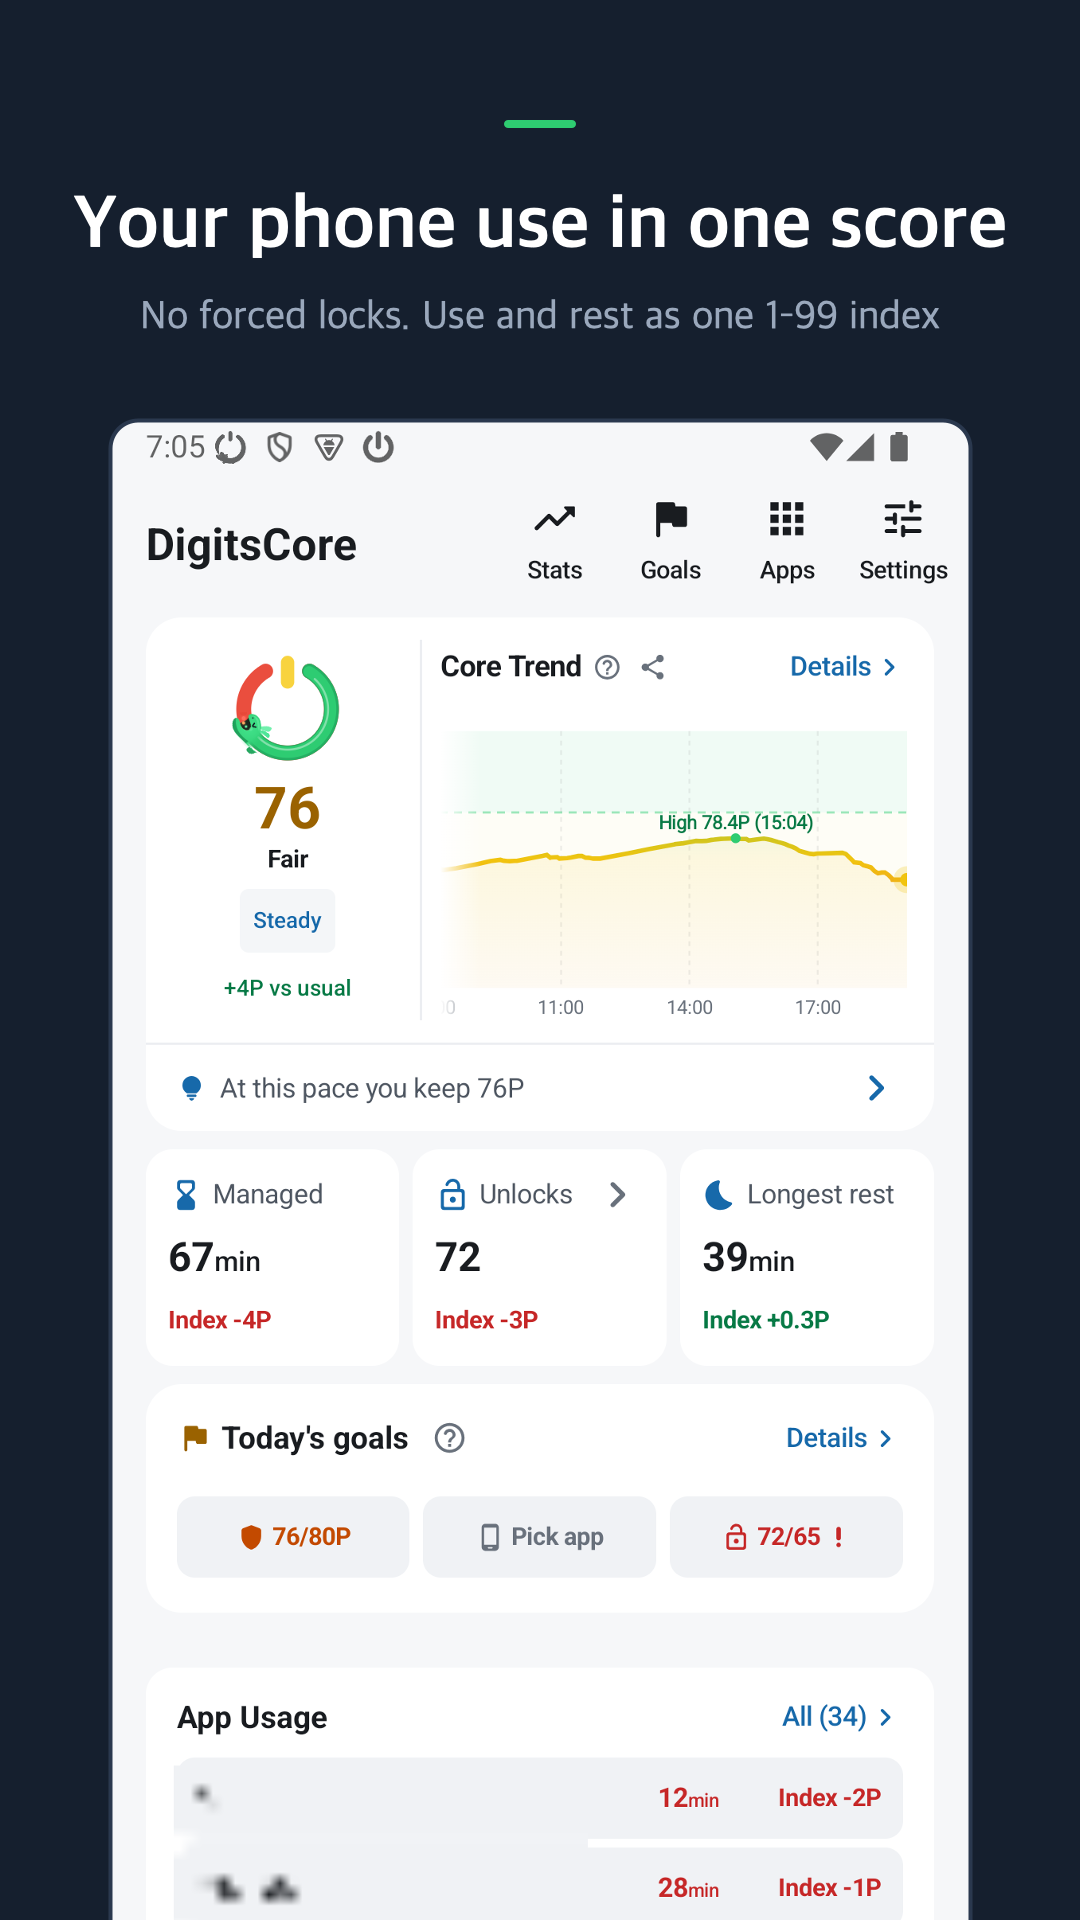 Your phone use in one score
No forced locks. Use and rest as one 1-99 index
7:05
DigitsCore
Stats
Goals
Apps
Settings
76
Fair
Steady
+4P vs usual
Core Trend
Details
High 78.4P (15:04)
11:00
14:00
17:00
At this pace you keep 76P
Managed
67min
Index -4P
Unlocks
72
Index -3P
Longest rest
39min
Index +0.3P
Today's goals
Details
76/80P
Pick app
72/65 !
App Usage
All (34)
12min
Index -2P
28min
Index -1P